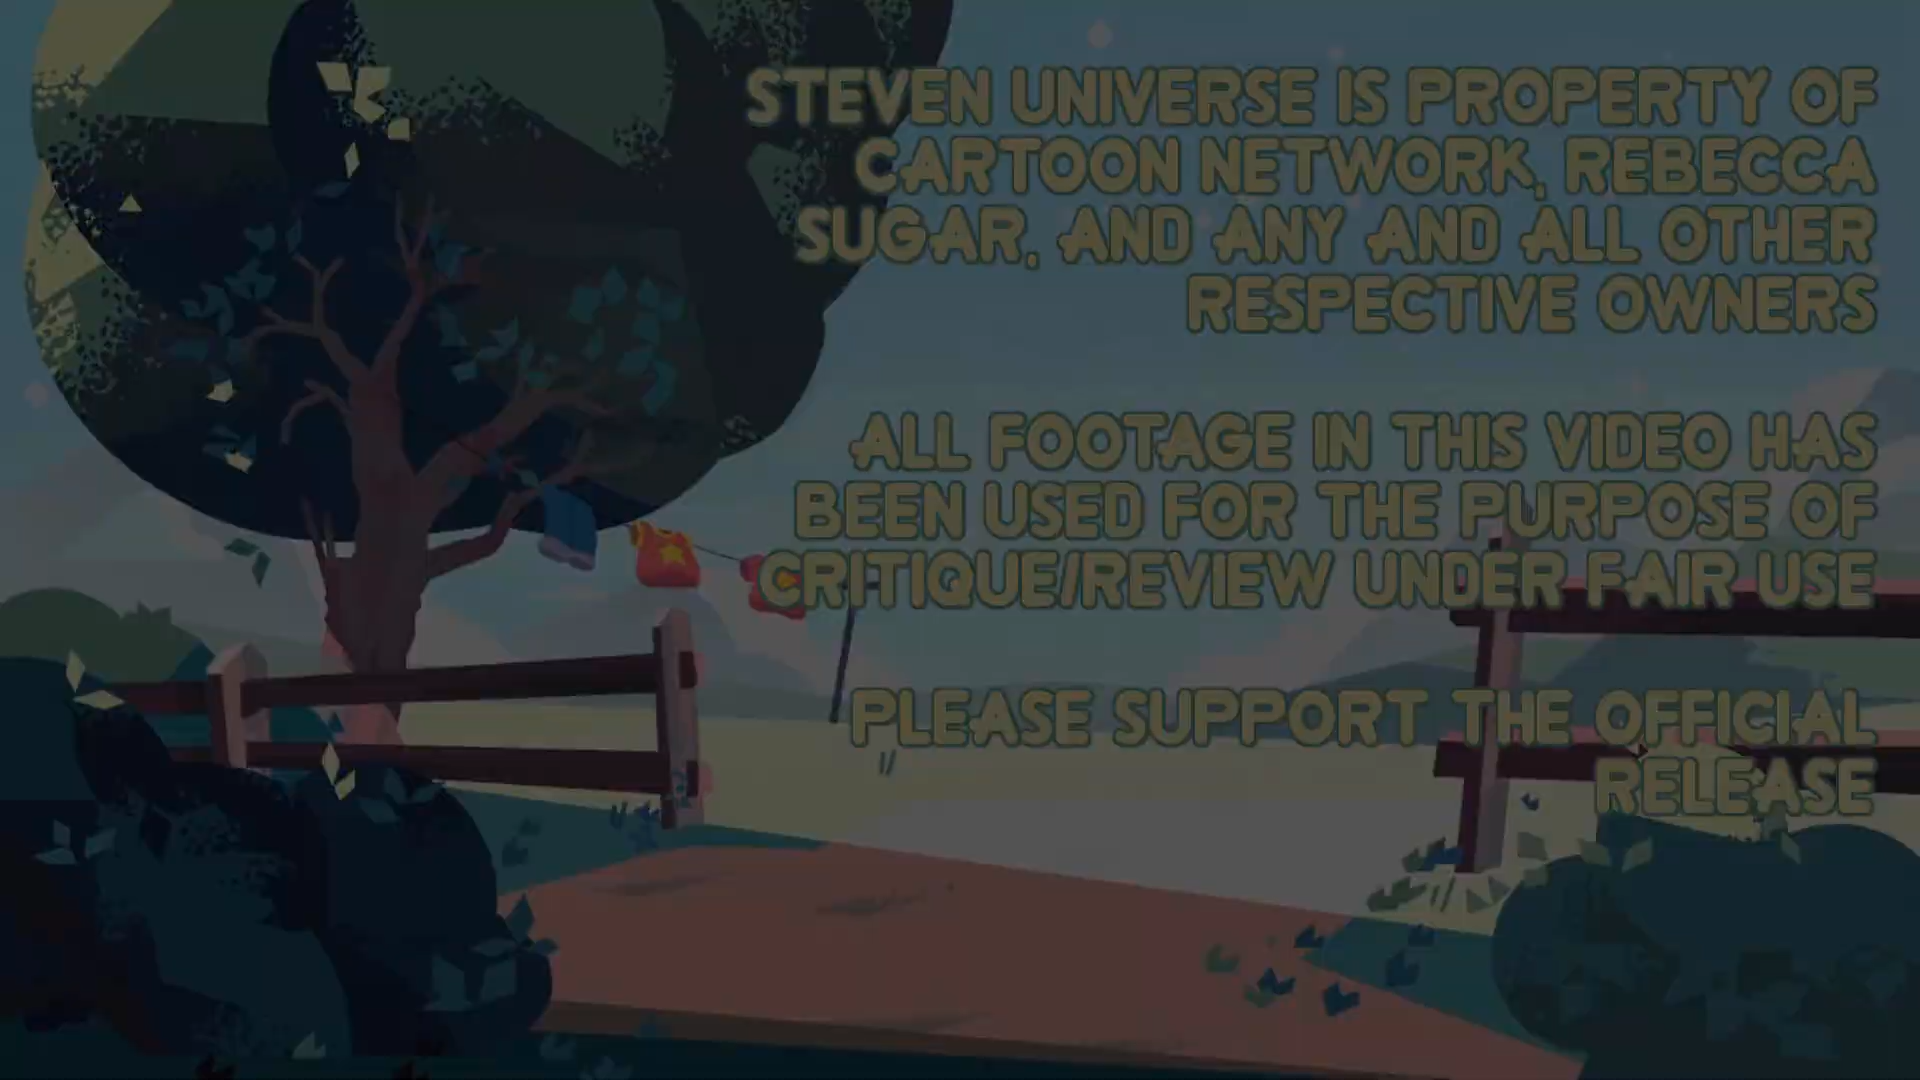 STEVEN UNIVERSE IS PROPERTY OF
CARTOON NETWORK, REBECCA
SUGAR, AND ANY AND ALL OTHER
RESPECTIVE OWNERS
ALL FOOTAGE IN THIS VIDEO HAS
BEEN USED FOR THE PURPOSE OF
CRITIQUE/REVIEW UNDER FAIR USE
PLEASE SUPPORT THE OFFICIAL
RELEASE